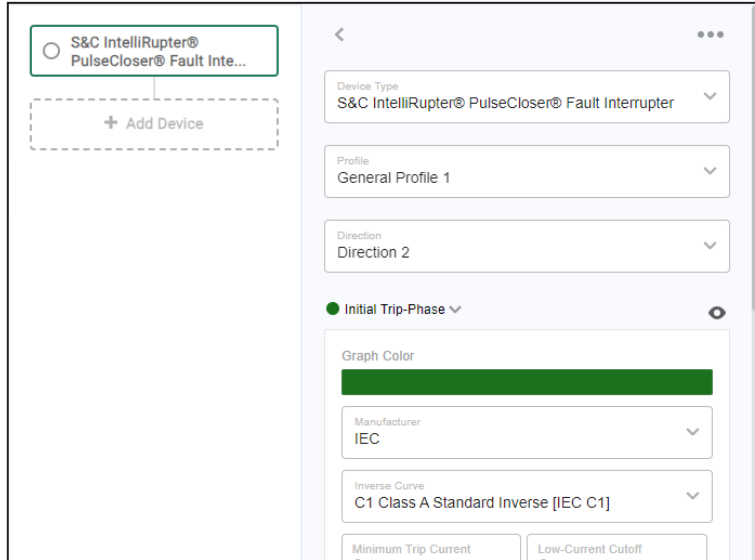 S&C IntelliRupter®
PulseCloser® Fault Inte...
+ Add Device
Device Type
S&C IntelliRupter® PulseCloser® Fault Interrupter
Profile
General Profile 1
Direction
Direction 2
Initial Trip-Phase
Graph Color
Manufacturer
IEC
Inverse Curve
C1 Class A Standard Inverse [IEC C1]
Minimum Trip Current
Low-Current Cutoff